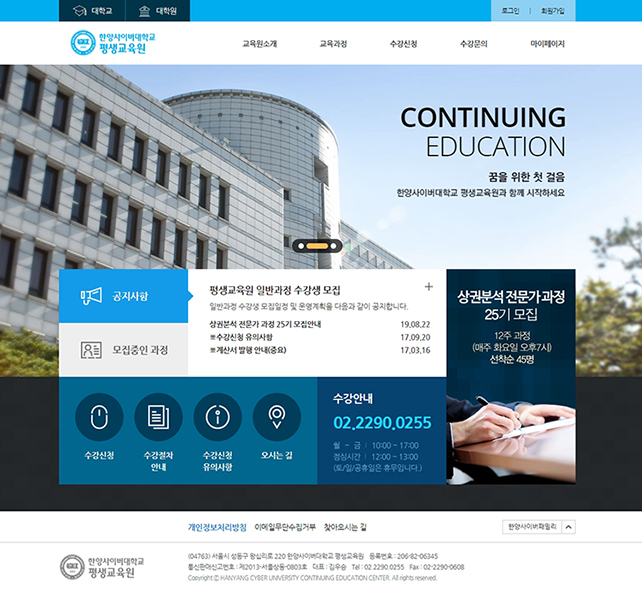 대학교 대학원 로그인 회원가입
한양사이버대학교
평생교육원
교육원소개 교육과정 수강신청 수강문의 마이페이지
CONTINUING
EDUCATION
꿈을 위한 첫 걸음
한양사이버대학교 평생교육원과 함께 시작하세요
공지사항
모집중인 과정
평생교육원 일반과정 수강생 모집
일반과정 수강생 모집일정 및 운영계획을 다음과 같이 공지합니다.
상권분석 전문가 과정 25기 모집안내 19.08.22
※수강신청 유의사항 17.09.20
※계산서 발행 안내(중요) 17.03.16
상권분석 전문가 과정
25기 모집
12주 과정
(매주 화요일 오후7시)
선착순 45명
수강신청
수강절차
안내
수강신청
유의사항
오시는 길
수강안내
02.2290.0255
월 ~ 금 | 10:00 ~ 17:00
점심시간 | 12:00 ~ 13:00
(토/일/공휴일은 휴무입니다.)
개인정보처리방침 이메일무단수집거부 찾아오시는 길
한양사이버패밀리
한양사이버대학교
평생교육원
(04763) 서울시 성동구 왕십리로 220 한양사이버대학교 평생교육원 등록번호 : 206-82-06345
통신판매신고번호 : 제2013-서울성동-0803호 대표 : 김우승 Tel : 02.2290.0255 Fax : 02-2290-0608
Copyright ⓒ HANYANG CYBER UNIVERSITY CONTINUING EDUCATION CENTER. All rights reserved.